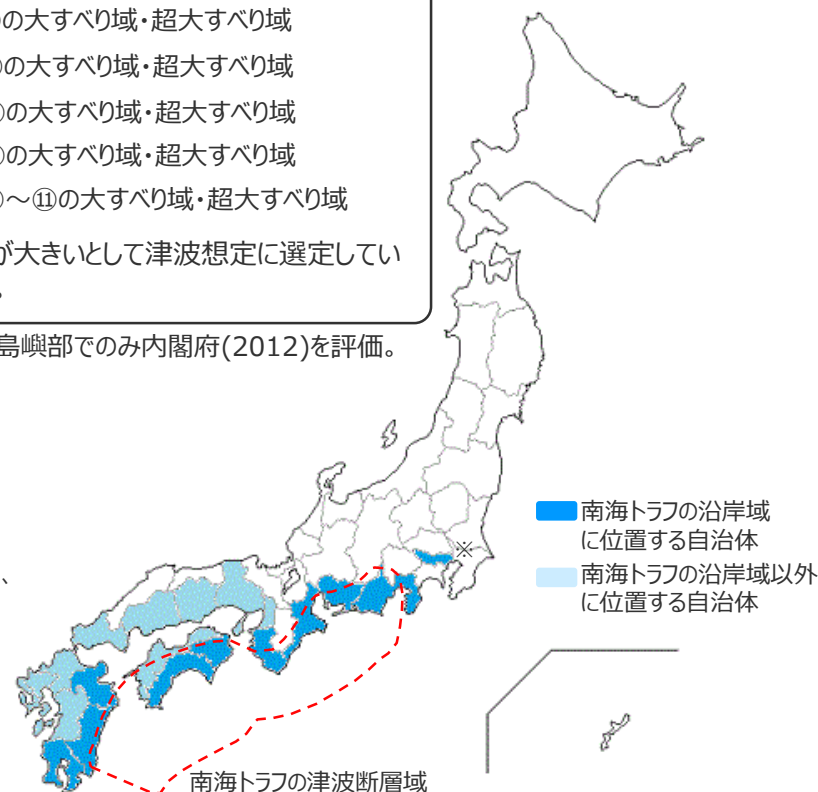 の大すべり域・超大すべり域
の大すべり域・超大すべり域
の大すべり域・超大すべり域
の大すべり域・超大すべり域
～⑪の大すべり域・超大すべり域
が大きいとして津波想定に選定してい
島嶼部でのみ内閣府(2012)を評価。
、
※
南海トラフの沿岸域
に位置する自治体
南海トラフの沿岸域以外
に位置する自治体
南海トラフの津波断層域